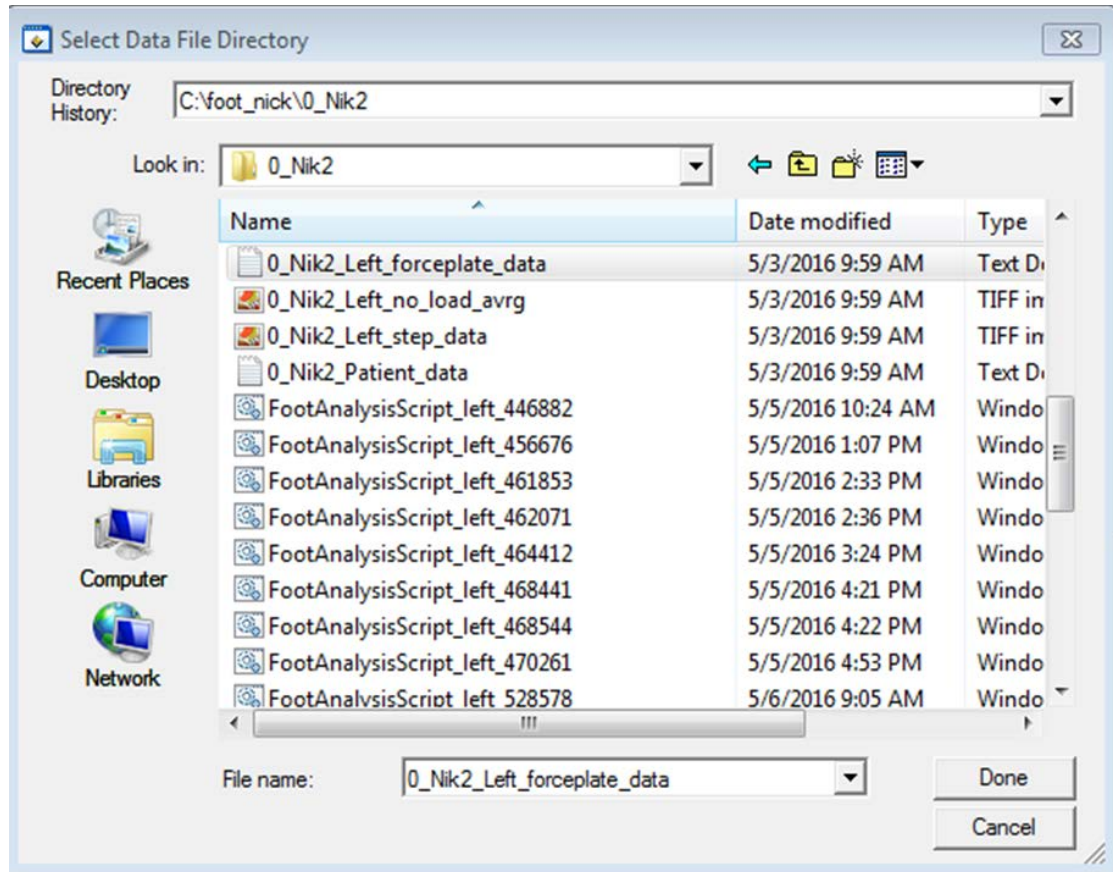 Select Data File Directory
Directory
History:
C:\foot_nick\0_Nik2
Look in:
0_Nik2
Name Date modified Type
0_Nik2_Left_forceplate_data 5/3/2016 9:59 AM Text D
0_Nik2_Left_no_load_avrg 5/3/2016 9:59 AM TIFF im
0_Nik2_Left_step_data 5/3/2016 9:59 AM TIFF im
0_Nik2_Patient_data 5/3/2016 9:59 AM Text D
FootAnalysisScript_left_446882 5/5/2016 10:24 AM Windo
FootAnalysisScript_left_456676 5/5/2016 1:07 PM Windo
FootAnalysisScript_left_461853 5/5/2016 2:33 PM Windo
FootAnalysisScript_left_462071 5/5/2016 2:36 PM Windo
FootAnalysisScript_left_464412 5/5/2016 3:24 PM Windo
FootAnalysisScript_left_468441 5/5/2016 4:21 PM Windo
FootAnalysisScript_left_468544 5/5/2016 4:22 PM Windo
FootAnalysisScript_left_470261 5/5/2016 4:53 PM Windo
FootAnalysisScript_left_528578 5/6/2016 9:05 AM Windo
Recent Places
Desktop
Libraries
Computer
Network
File name:
0_Nik2_Left_forceplate_data
Done
Cancel